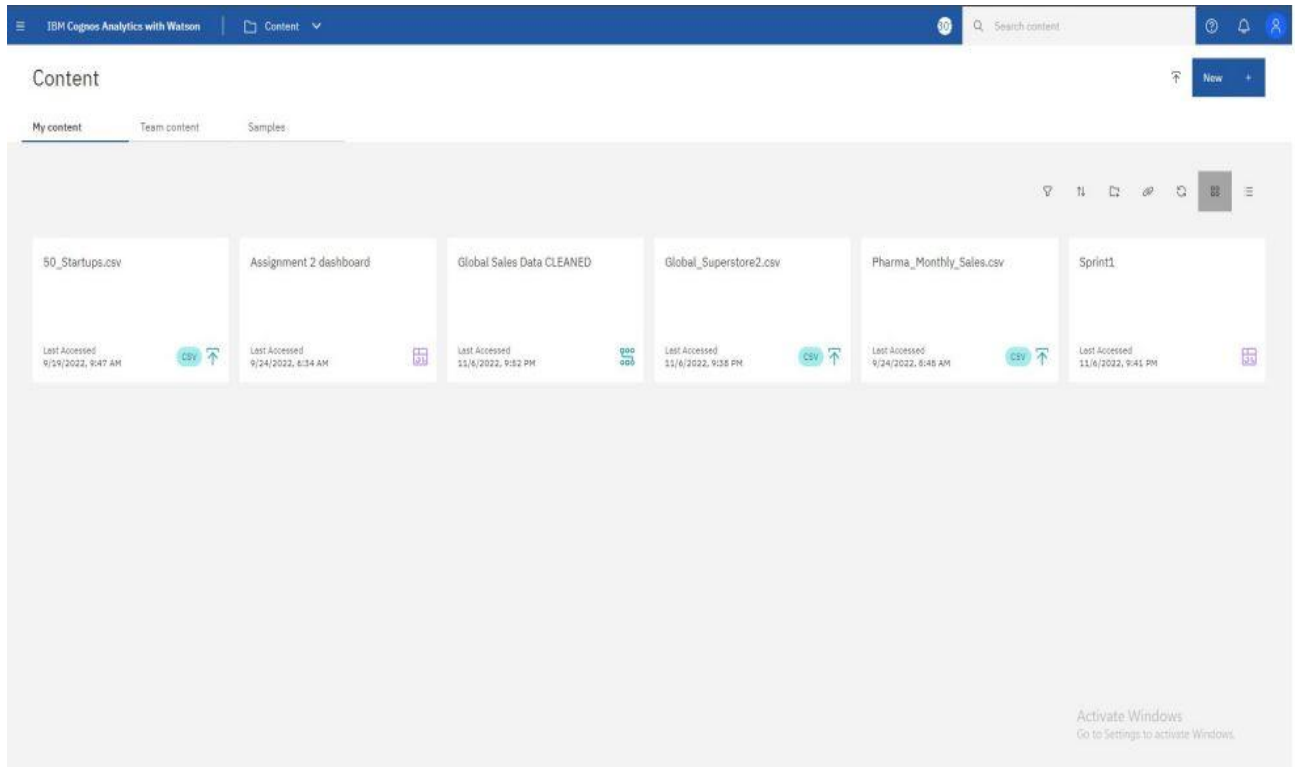 IBM Cognos Analytics with Watson
Content
30
Search content
Content
New +
My content
Team content
Samples
50_Startups.csv
Last Accessed
9/19/2022, 9:47 AM
CSV
Assignment 2 dashboard
Last Accessed
9/24/2022, 6:34 AM
Global Sales Data CLEANED
Last Accessed
11/6/2022, 9:52 PM
Global_Superstore2.csv
Last Accessed
11/6/2022, 9:38 PM
CSV
Pharma_Monthly_Sales.csv
Last Accessed
9/24/2022, 6:48 AM
CSV
Sprint1
Last Accessed
11/6/2022, 9:41 PM
Activate Windows
Go to Settings to activate Windows.